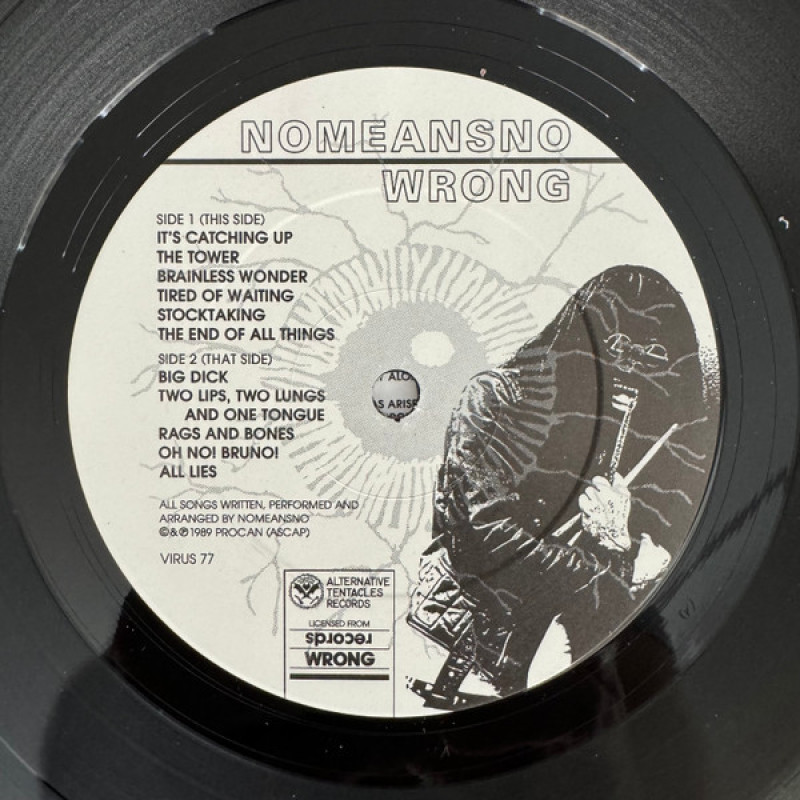 NOMEANSNO
WRONG
SIDE 1 (THIS SIDE)
IT'S CATCHING UP
THE TOWER
BRAINLESS WONDER
TIRED OF WAITING
STOCKTAKING
THE END OF ALL THINGS
SIDE 2 (THAT SIDE)
BIG DICK
TWO LIPS, TWO LUNGS
AND ONE TONGUE
RAGS AND BONES
OH NO! BRUNO!
ALL LIES
ALL SONGS WRITTEN, PERFORMED AND
ARRANGED BY NOMEANSNO
©&℗1989 PROCAN (ASCAP)
VIRUS 77
ALTERNATIVE
TENTACLES
RECORDS
LICENSED FROM
records
WRONG